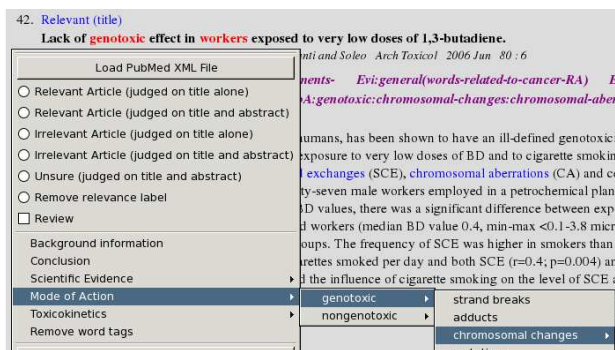 42. Relevant (title)
Lack of genotoxic effect in workers exposed to very low doses of 1,3-butadiene.
nti and Soleo Arch Toxicol 2006 Jun 80 : 6
Load PubMed XML File
nents- Evi:general(words-related-to-cancer-RA)
Relevant Article (judged on title alone)
A:genotoxic:chromosomal-changes:chromosomal-aber
Relevant Article (judged on title and abstract)
Irrelevant Article (judged on title alone)
umans, has been shown to have an ill-defined genotoxic
Irrelevant Article (judged on title and abstract)
exposure to very low doses of BD and to cigarette smokin
Unsure (judged on title and abstract)
exchanges (SCE), chromosomal aberrations (CA) and c
Remove relevance label
ty-seven male workers employed in a petrochemical plan
Review
BD values, there was a significant difference between exp
d workers (median BD value 0.4, min-max <0.1-3.8 micr
Background information
oups. The frequency of SCE was higher in smokers than
Conclusion
rettes smoked per day and both SCE (r=0.4; p=0.004) an
Scientific Evidence
d the influence of cigarette smoking on the level of SCE
Mode of Action
genotoxic
strand breaks
Toxicokinetics
nongenotoxic
adducts
Remove word tags
chromosomal changes